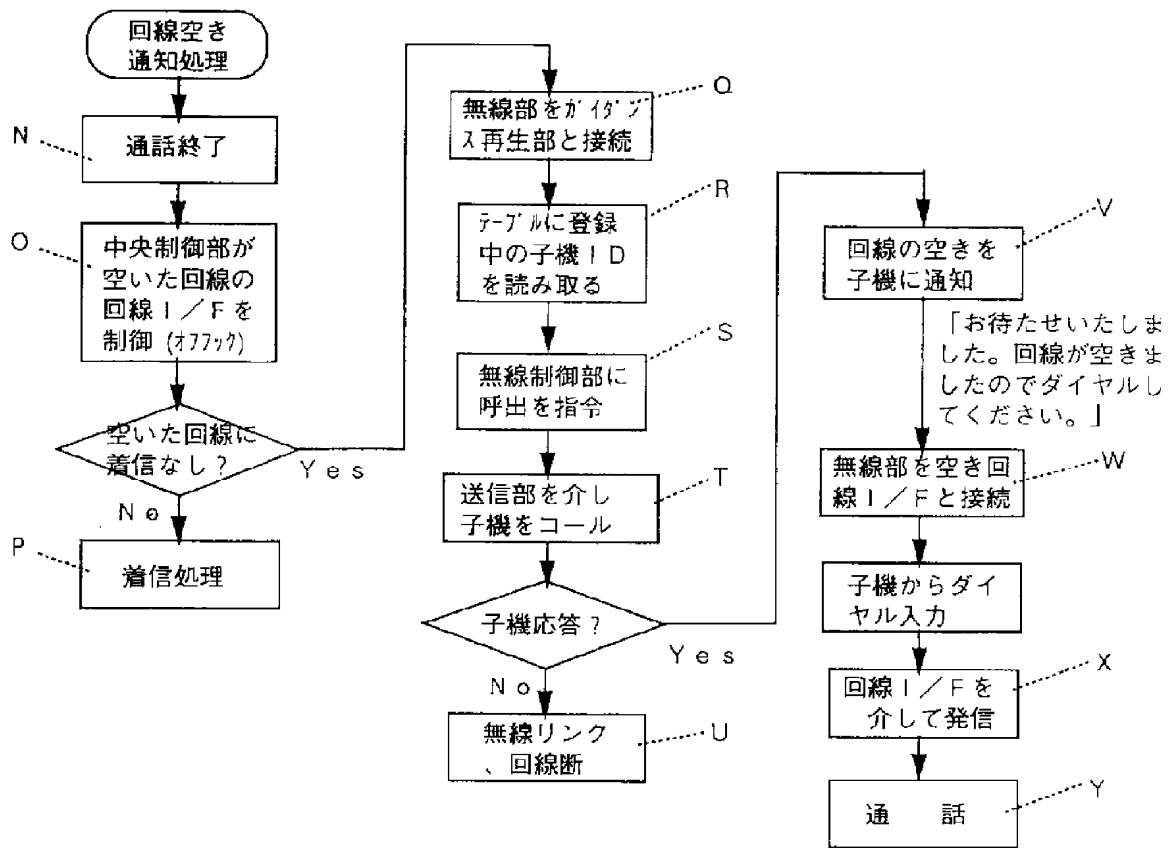 回線空き
通知処理
N
通話終了
O
中央制御部が
空いた回線の
回線I/Fを
制御(オフフック)
空いた回線に
着信なし?
Yes
No
P
着信処理
Q
無線部をガイダン
ス再生部と接続
R
テーブルに登録
中の子機ID
を読み取る
S
無線制御部に
呼出を指令
T
送信部を介し
子機をコール
子機応答?
Yes
No
U
無線リンク
、回線断
V
回線の空きを
子機に通知
「お待たせいたしま
した。回線が空きま
したのでダイヤルし
てください。」
W
無線部を空き回
線I/Fと接続
子機からダイ
ヤル入力
X
回線I/Fを
介して発信
Y
通　話